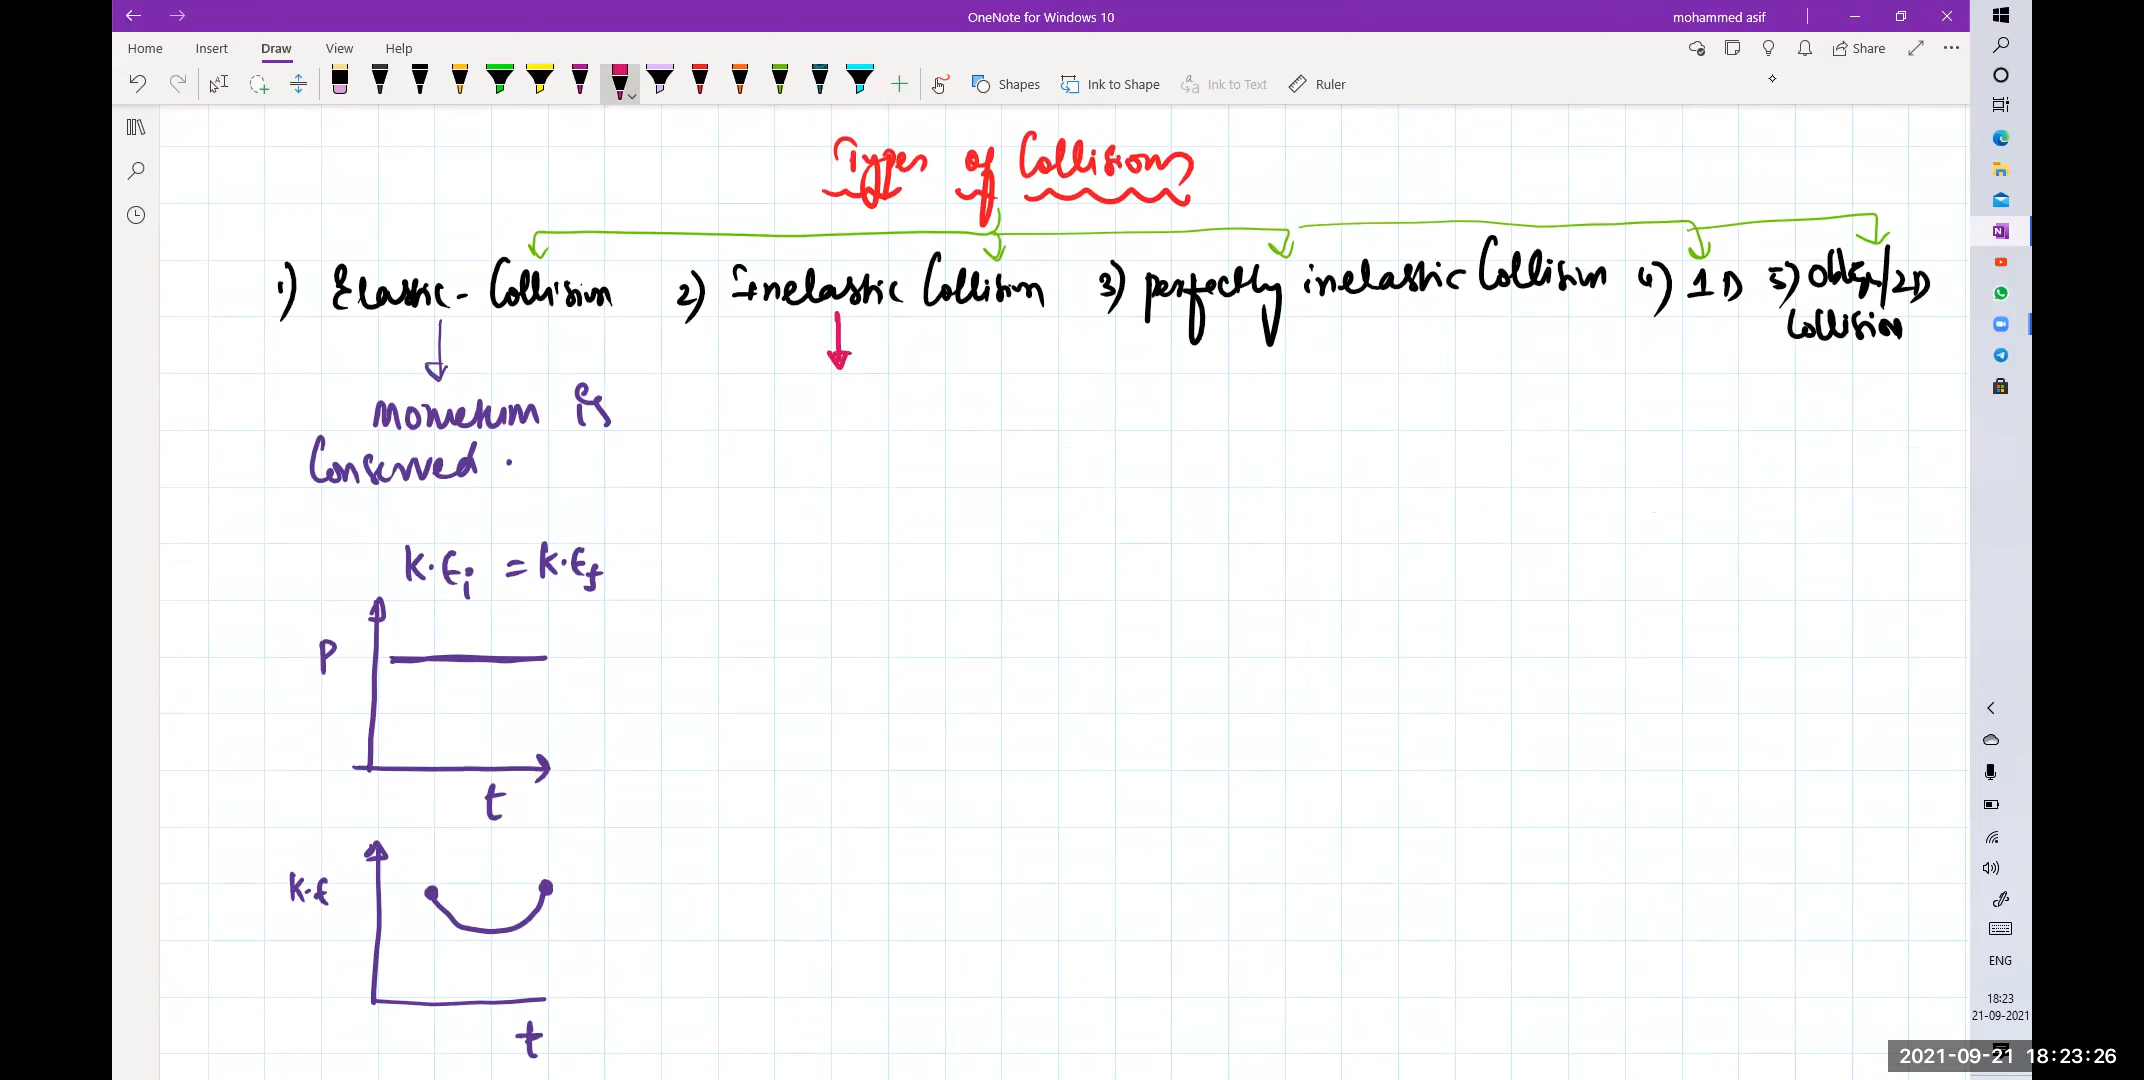 OneNote for Windows 10
mohammed asif
Home Insert Draw View Help
Share
Shapes Ink to Shape Ink to Text Ruler
Types of Collisions
1) Elastic - Collision 2) Inelastic Collision 3) perfectly inelastic Collision 4) 1D 5) /2D
Collision
Momentum is
Conserved .
K.Ei = K.Ef
P
t
K.E
t
ENG
18:23
21-09-2021
2021-09-21 18:23:26